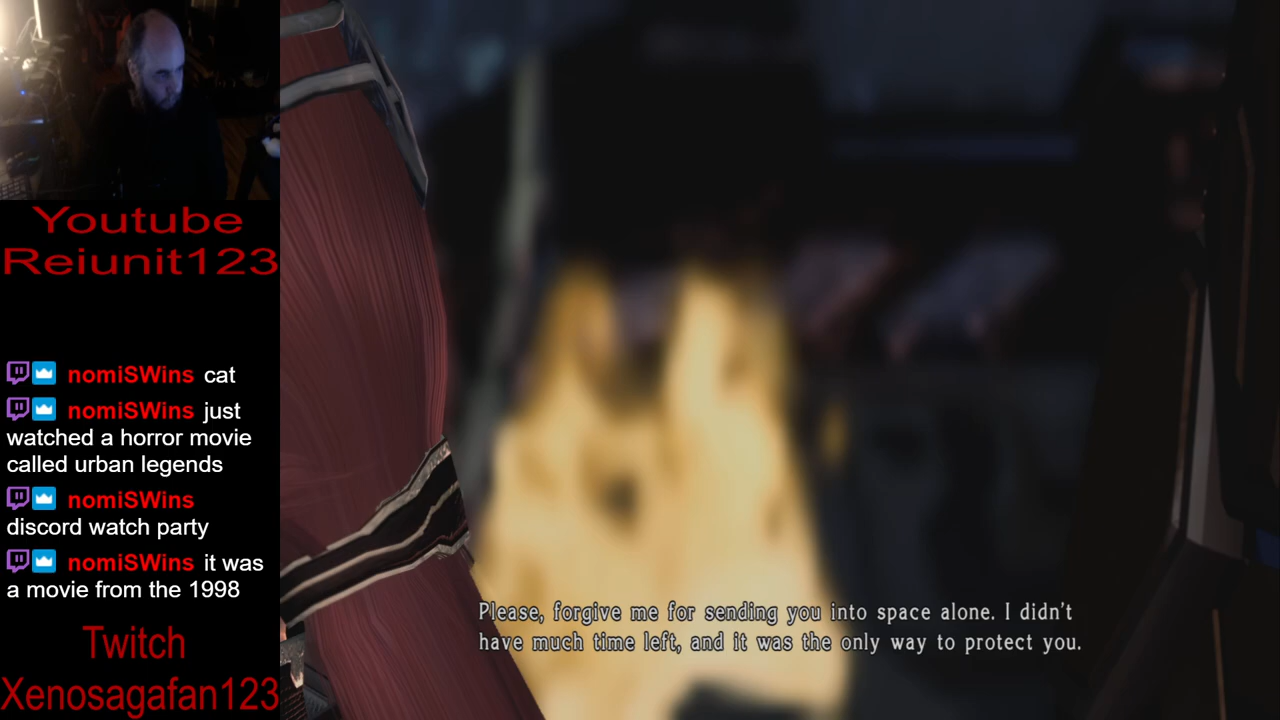 Youtube
Reiunit123
nomiSWins cat
nomiSWins just
watched a horror movie
called urban legends
nomiSWins
discord watch party
nomiSWins it was
a movie from the 1998
Twitch
Xenosagafan123
Please, forgive me for sending you into space alone. I didn't
have much time left, and it was the only way to protect you.